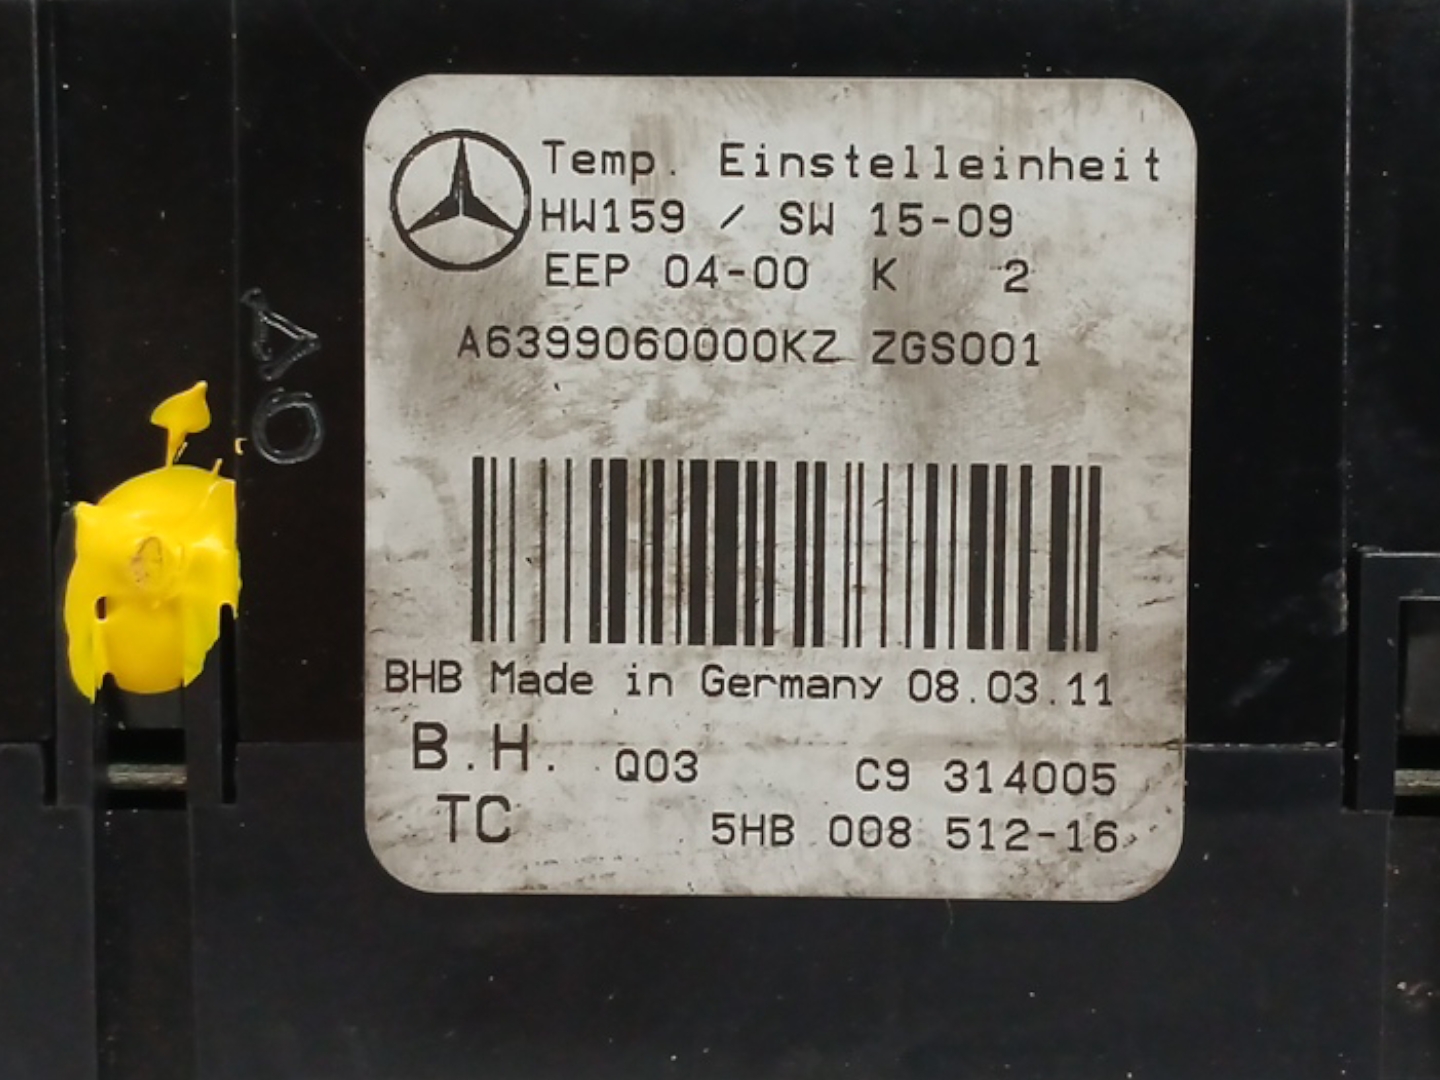 Temp. Einstelleinheit
HW159 / SW 15-09
EEP 04-00 K 2
A6399060000KZ ZGS001
BHB Made in Germany 08.03.11
B.H. Q03 C9 314005
TC 5HB 008 512-16